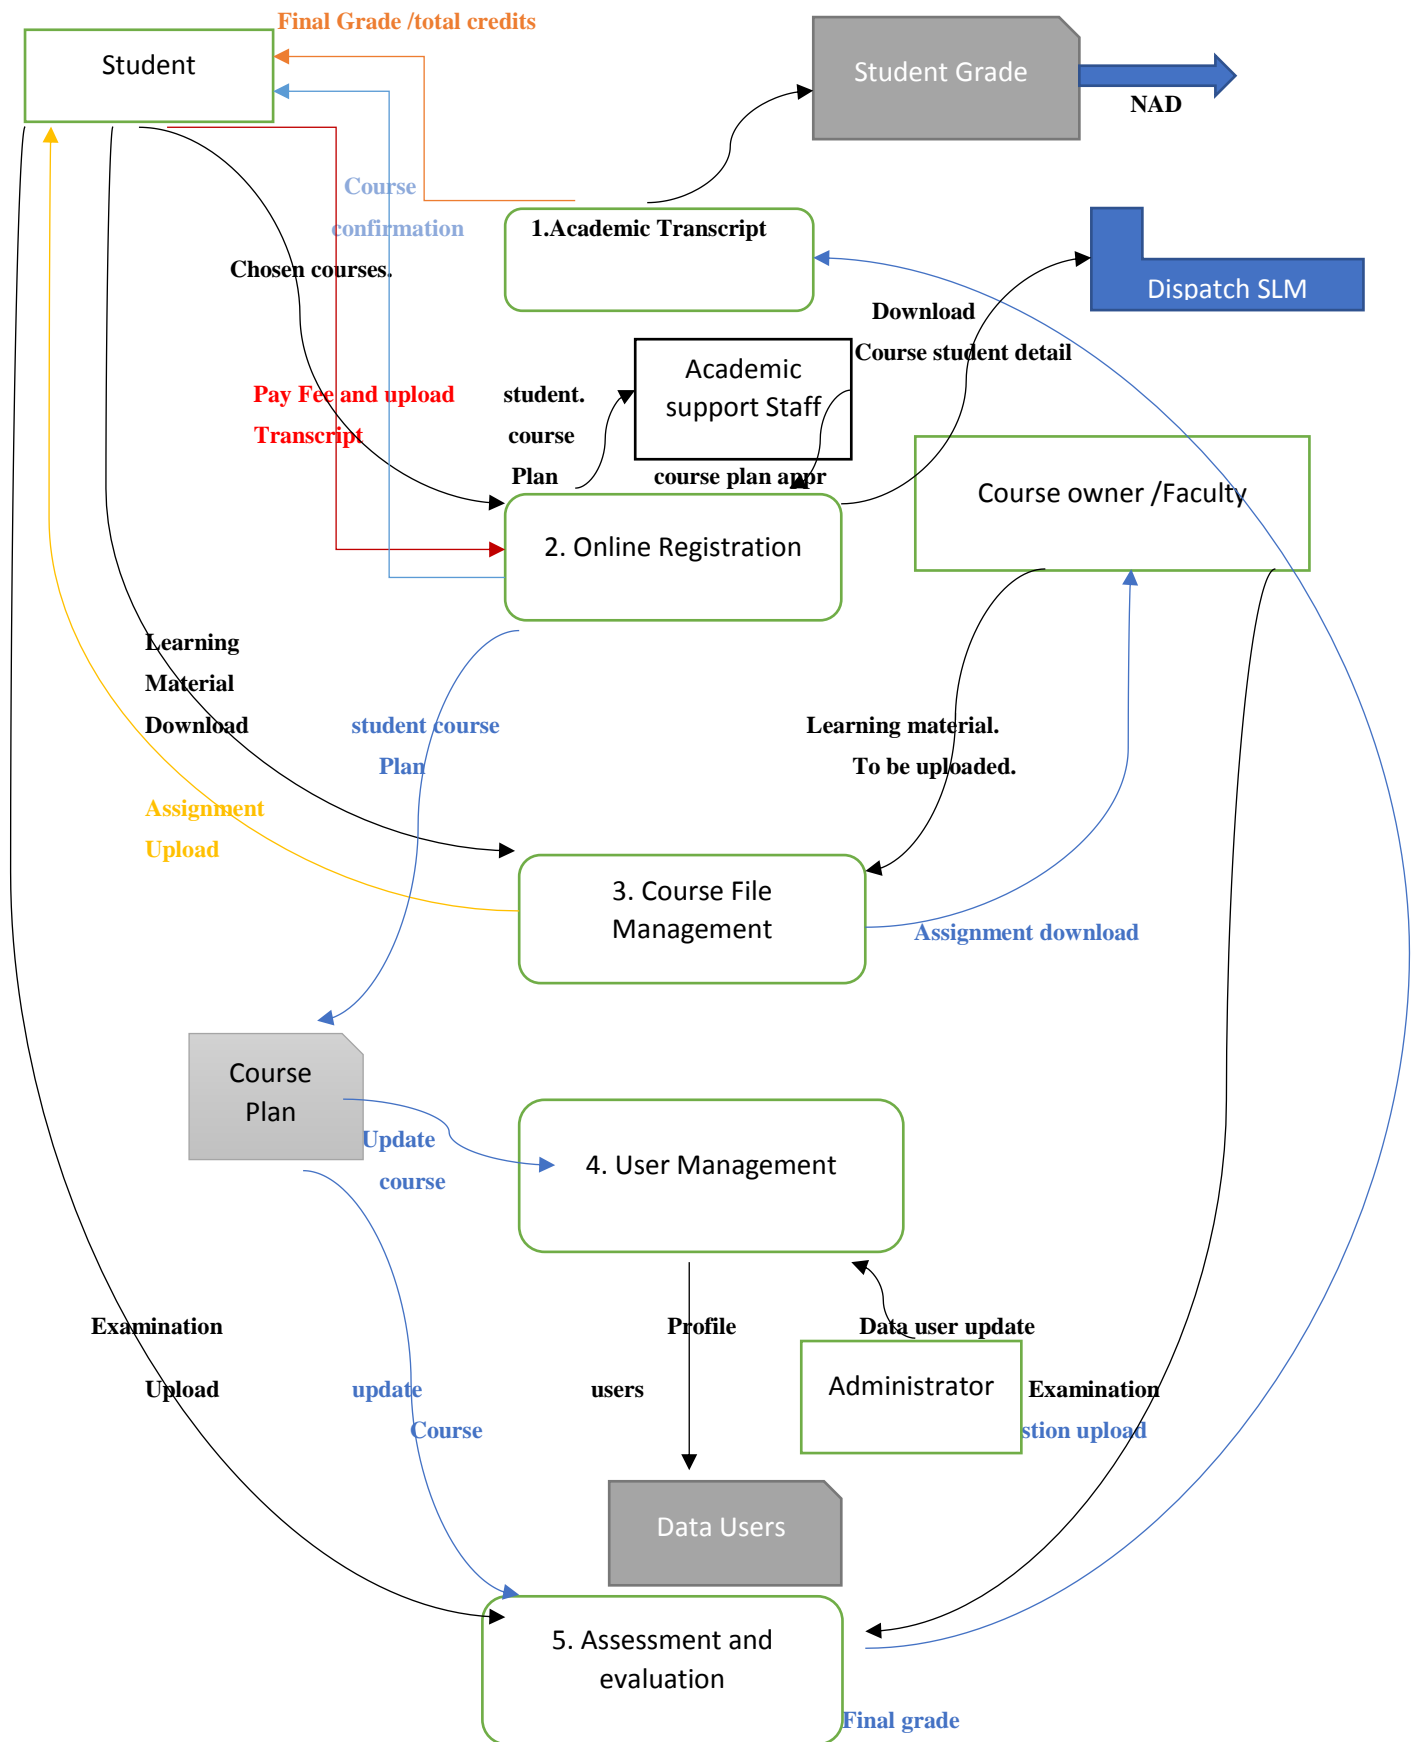 Final Grade /total credits
Student
Student Grade
NAD
Course
confirmation
1.Academic Transcript
Chosen courses.
Dispatch SLM
Download
Course student detail
Academic
support Staff
Pay Fee and upload
Transcript
student.
course
Plan
course plan appr
Course owner /Faculty
2. Online Registration
Learning
Material
Download
student course
Plan
Learning material.
To be uploaded.
Assignment
Upload
3. Course File
Management
Assignment download
Course
Plan
Update
course
4. User Management
Examination
Upload
update
Course
Profile
users
Data user update
Administrator
Examination
stion upload
Data Users
5. Assessment and
evaluation
Final grade